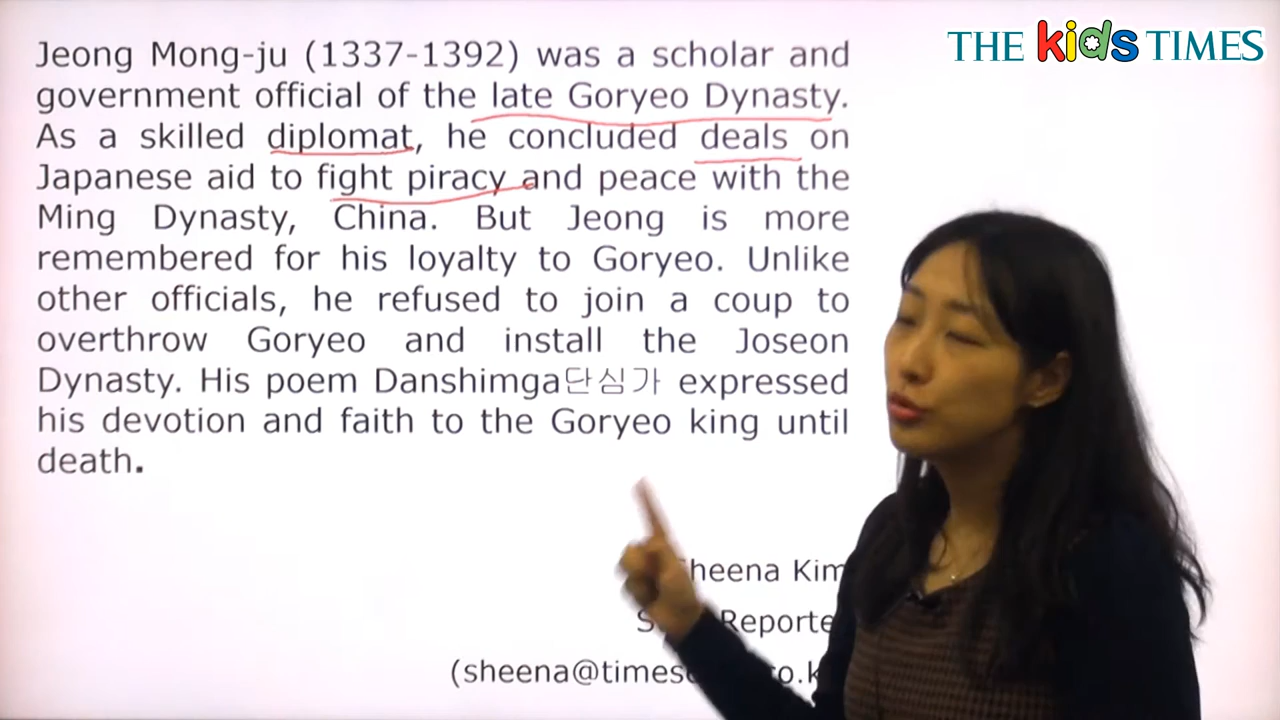 THE kids TIMES
Jeong Mong-ju (1337-1392) was a scholar and
government official of the late Goryeo Dynasty.
As a skilled diplomat, he concluded deals on
Japanese aid to fight piracy and peace with the
Ming Dynasty, China. But Jeong is more
remembered for his loyalty to Goryeo. Unlike
other officials, he refused to join a coup to
overthrow Goryeo and install the Joseon
Dynasty. His poem Danshimga단심가 expressed
his devotion and faith to the Goryeo king until
death.
Kim